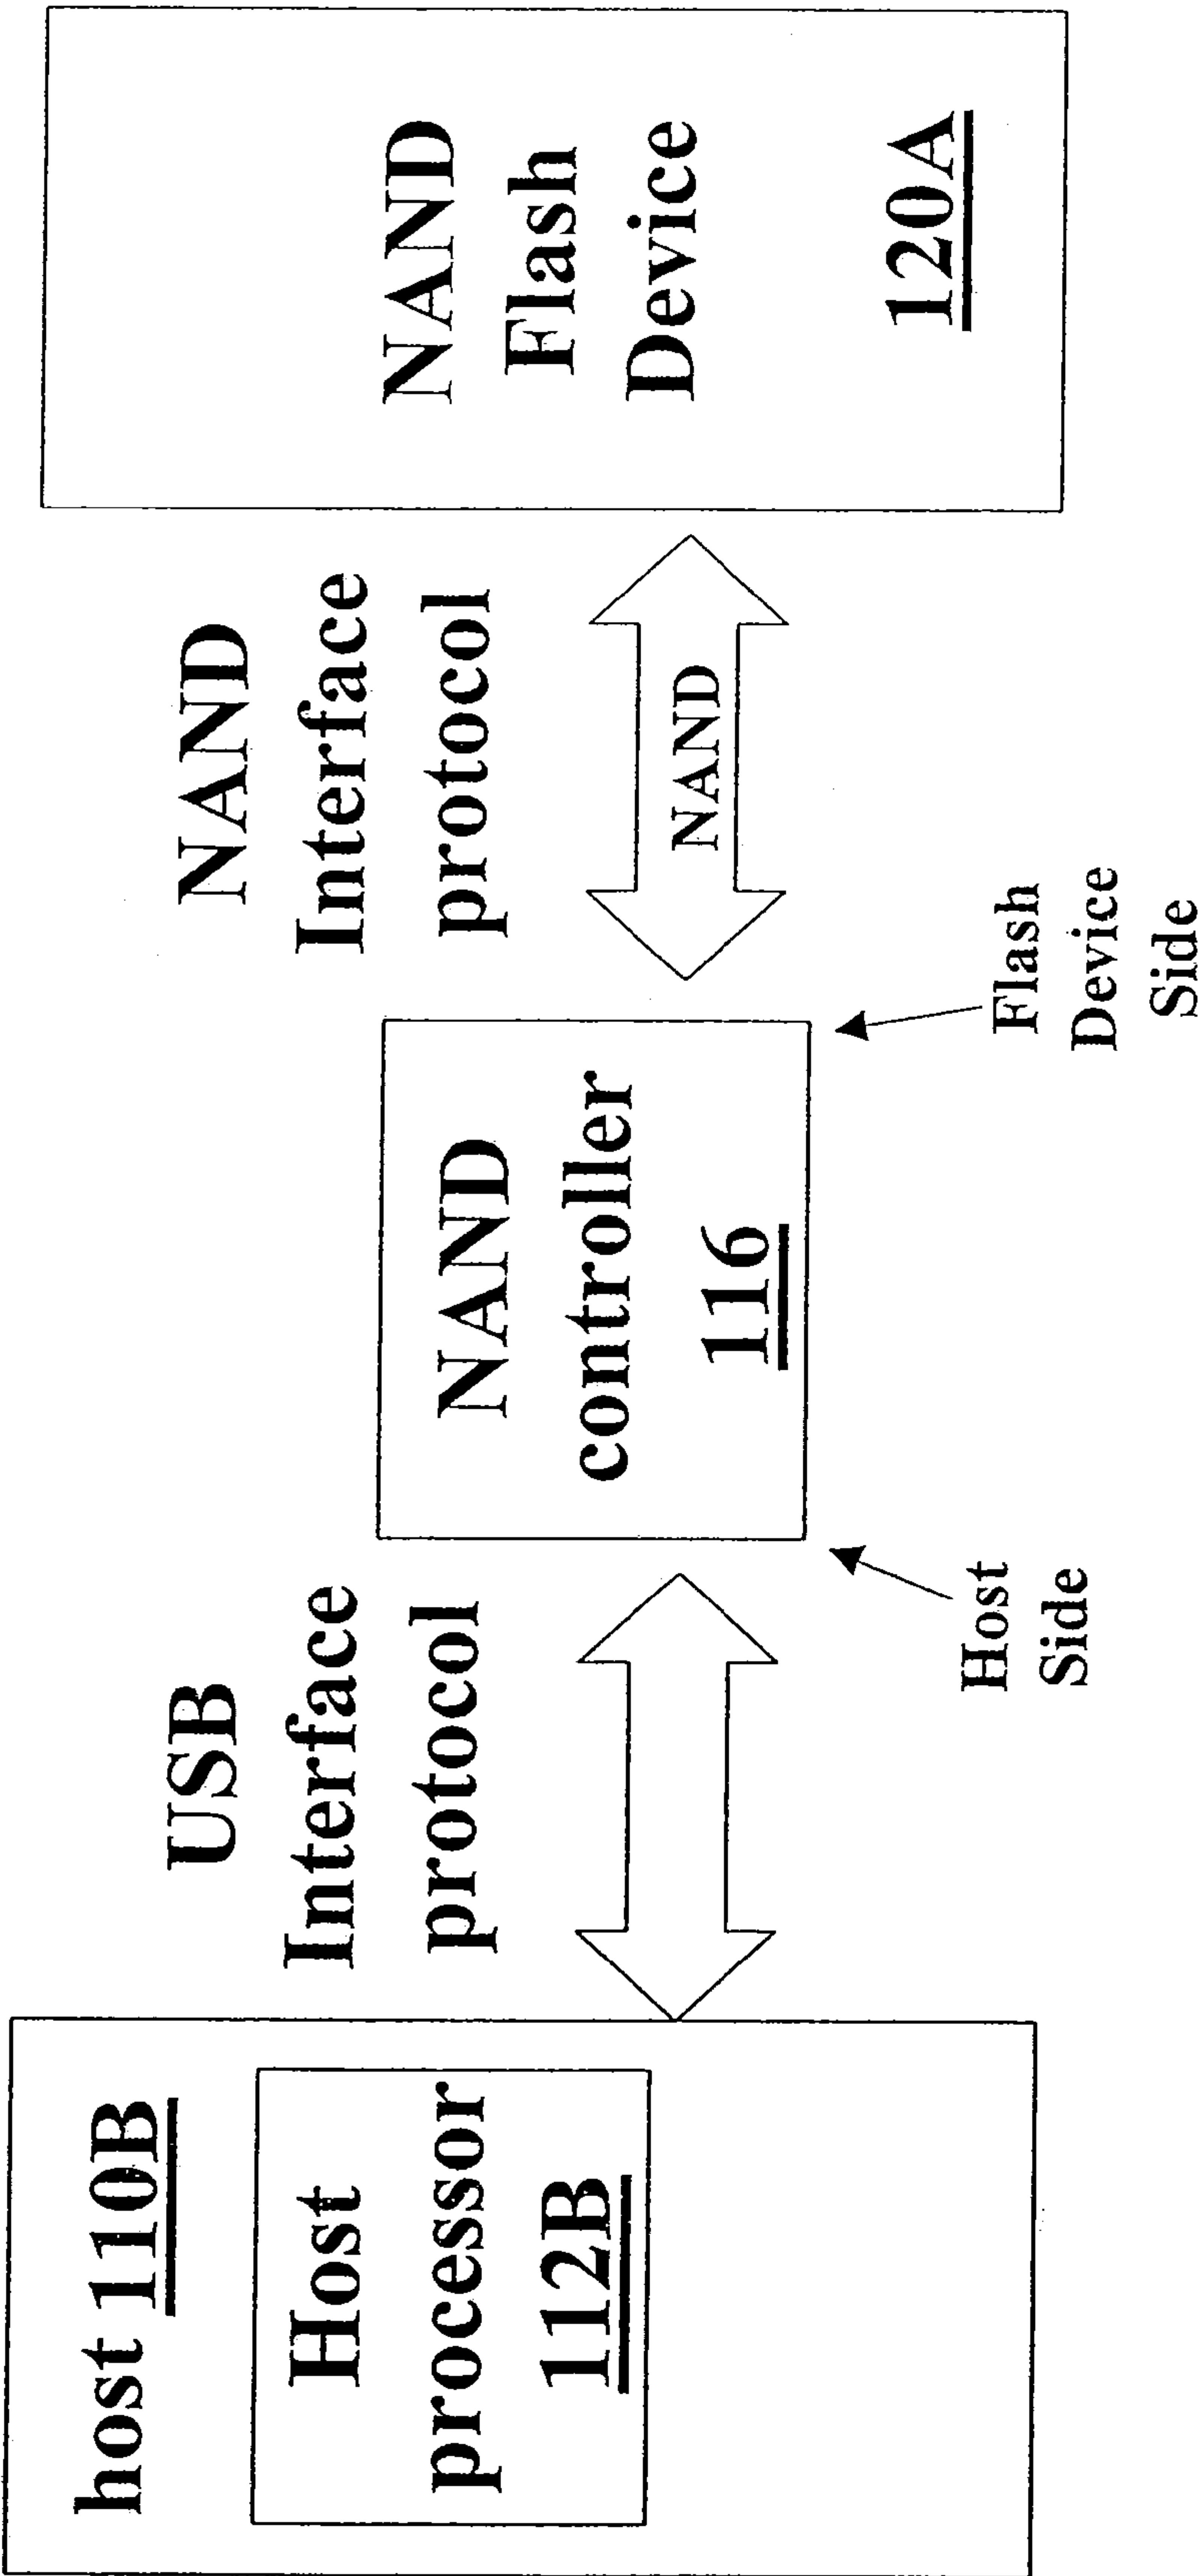 host 110B
Host
processor
112B
USB
Interface
protocol
Host
Side
NAND
controller
116
Flash
Device
Side
NAND
Interface
protocol
NAND
NAND
Flash
Device
120A